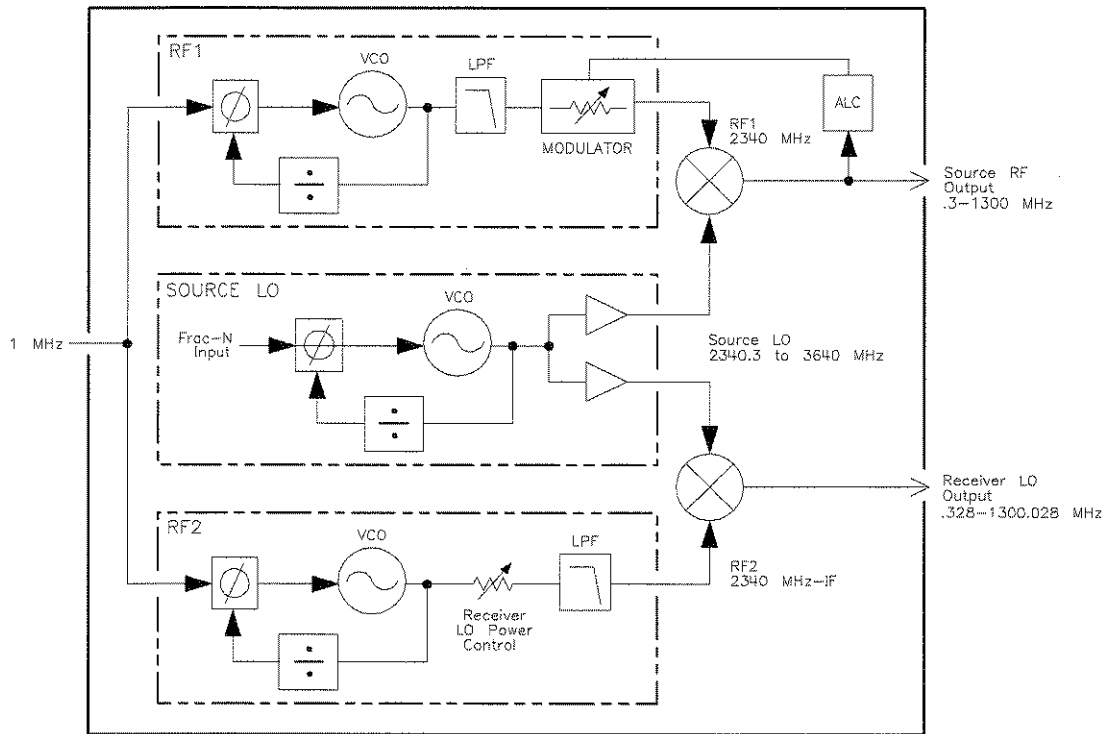 RF1
VCO
LPF
MODULATOR
ALC
RF1
2340 MHz
Source RF
Output
.3-1300 MHz
SOURCE LO
VCO
Frac-N
Input
1 MHz
Source LO
2340.3 to 3640 MHz
Receiver LO
Output
.328-1300.028 MHz
RF2
VCO
LPF
Receiver
LO Power
Control
RF2
2340 MHz-IF